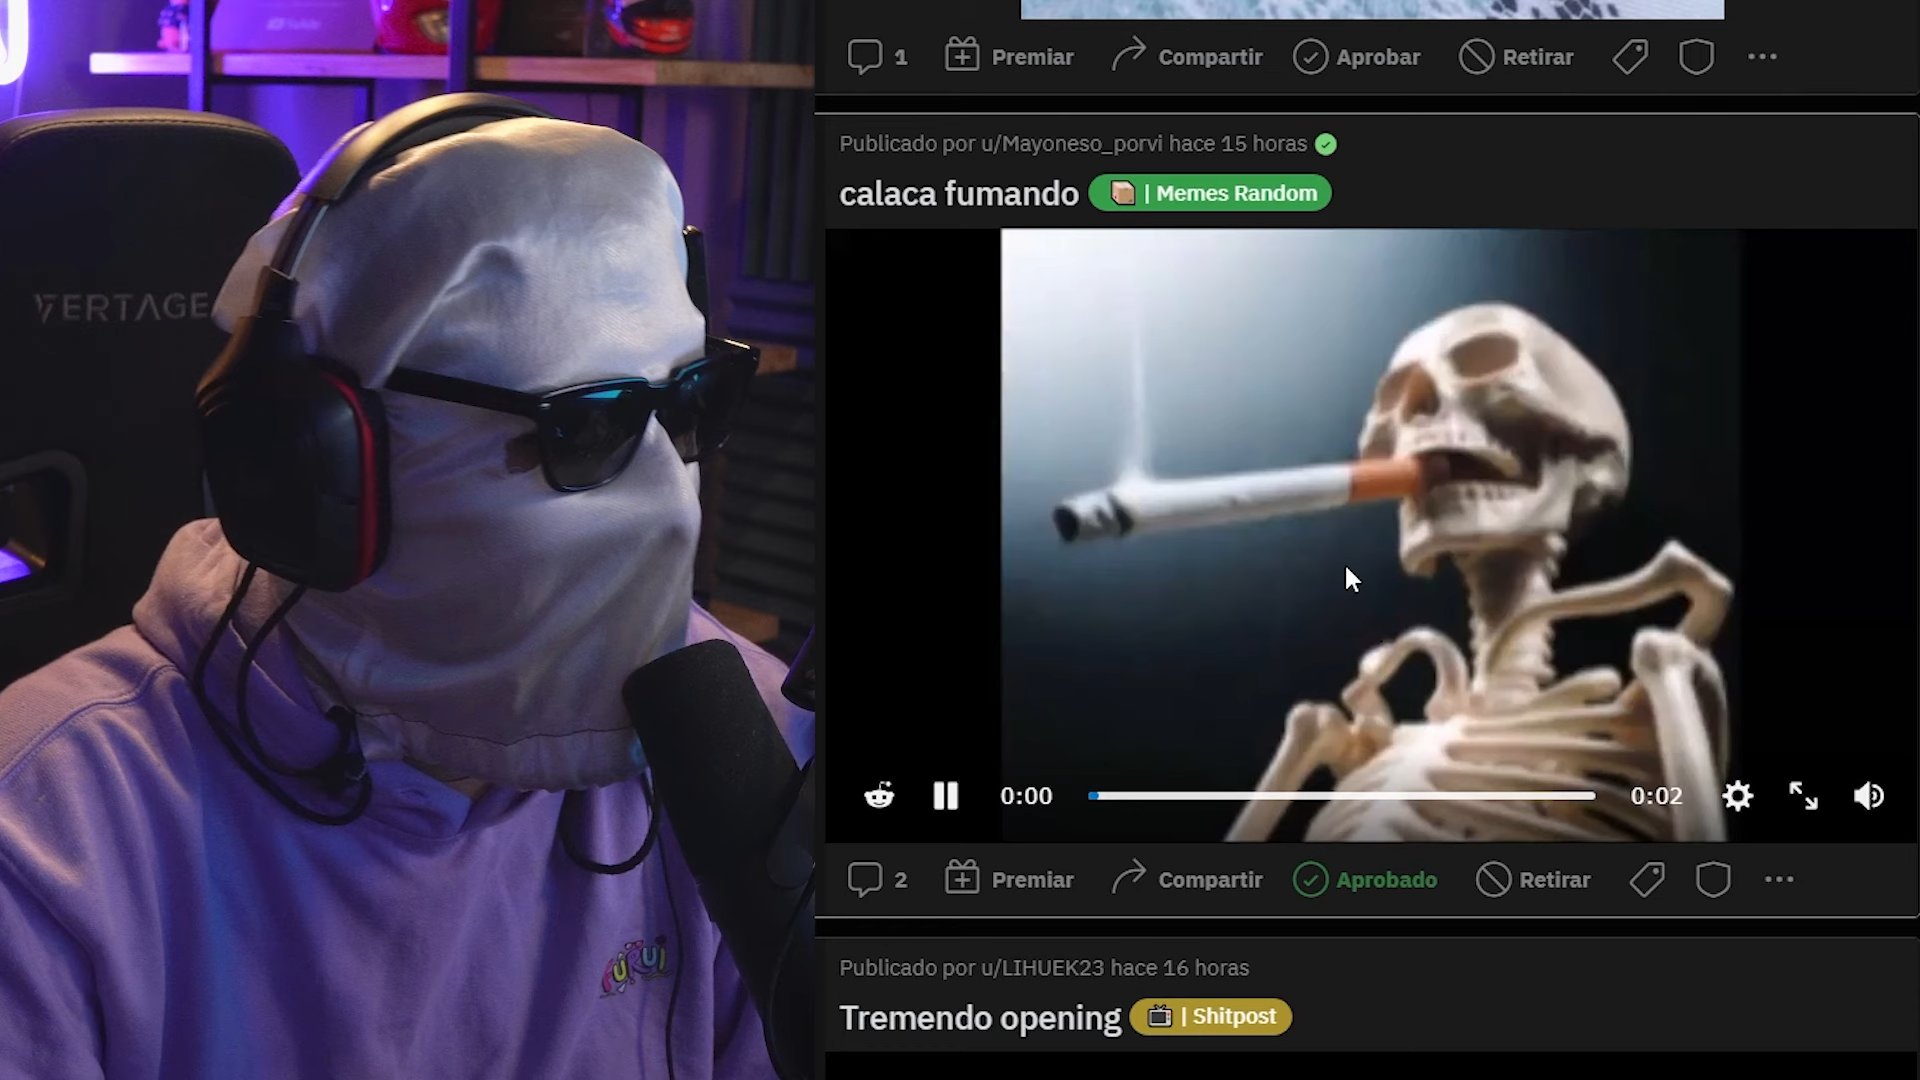 VERTAGE
FURUI
1 Premiar Compartir Aprobar Retirar
Publicado por u/Mayoneso_porvi hace 15 horas
calaca fumando | Memes Random
0:00 0:02
2 Premiar Compartir Aprobado Retirar
Publicado por u/LIHUEK23 hace 16 horas
Tremendo opening | Shitpost